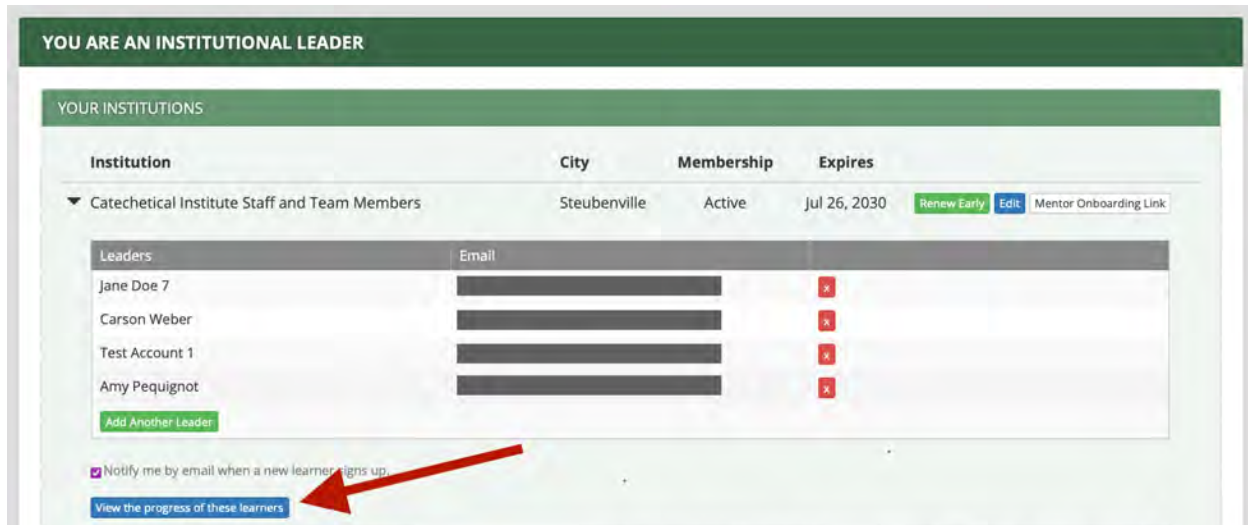 YOU ARE AN INSTITUTIONAL LEADER
YOUR INSTITUTIONS
Institution City Membership Expires
Catechetical Institute Staff and Team Members Steubenville Active Jul 26, 2030 Renew Early Edit Mentor Onboarding Link
Leaders Email
Jane Doe 7 x
Carson Weber x
Test Account 1 x
Amy Pequignot x
Add Another Leader
Notify me by email when a new learner signs up.
View the progress of these learners